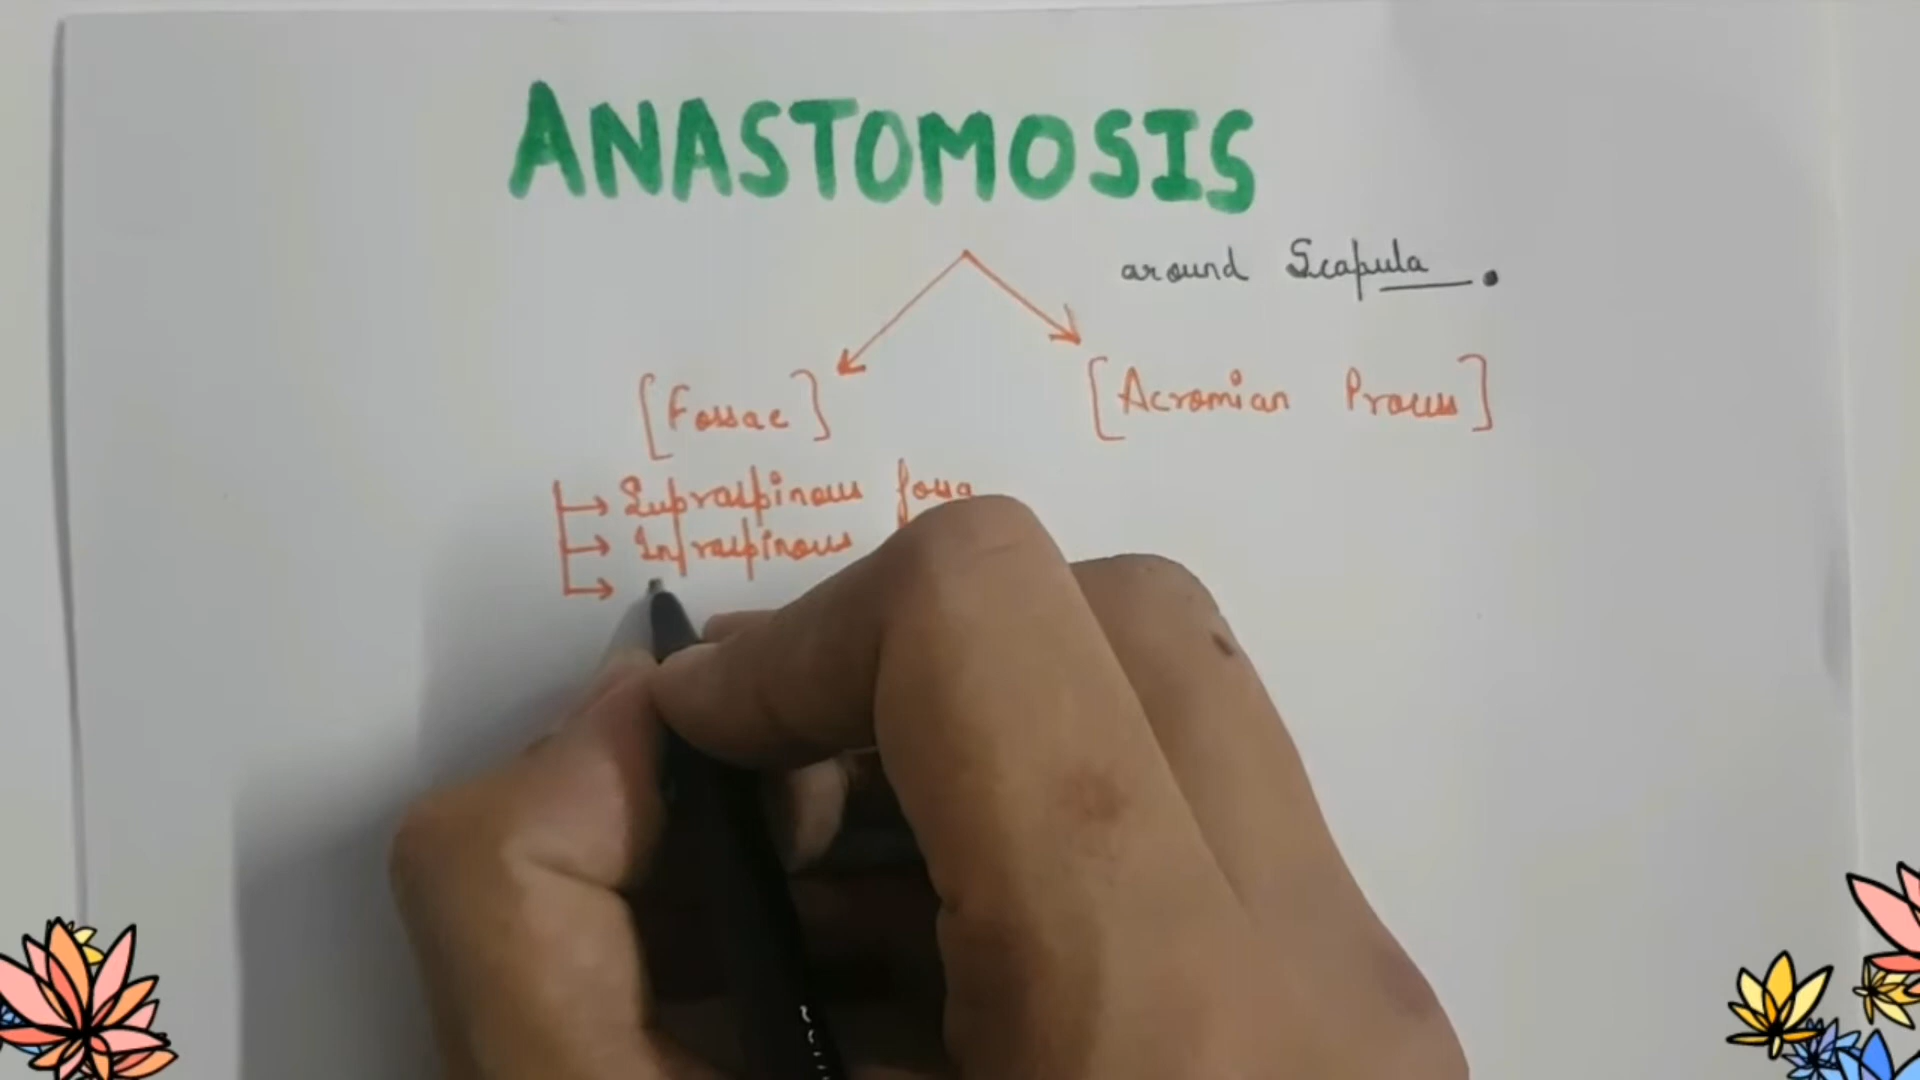 ANASTOMOSIS
around Scapula.
[Fossae] [Acromian Process]
→ Supraspinous fossa
→ Infraspinous
→